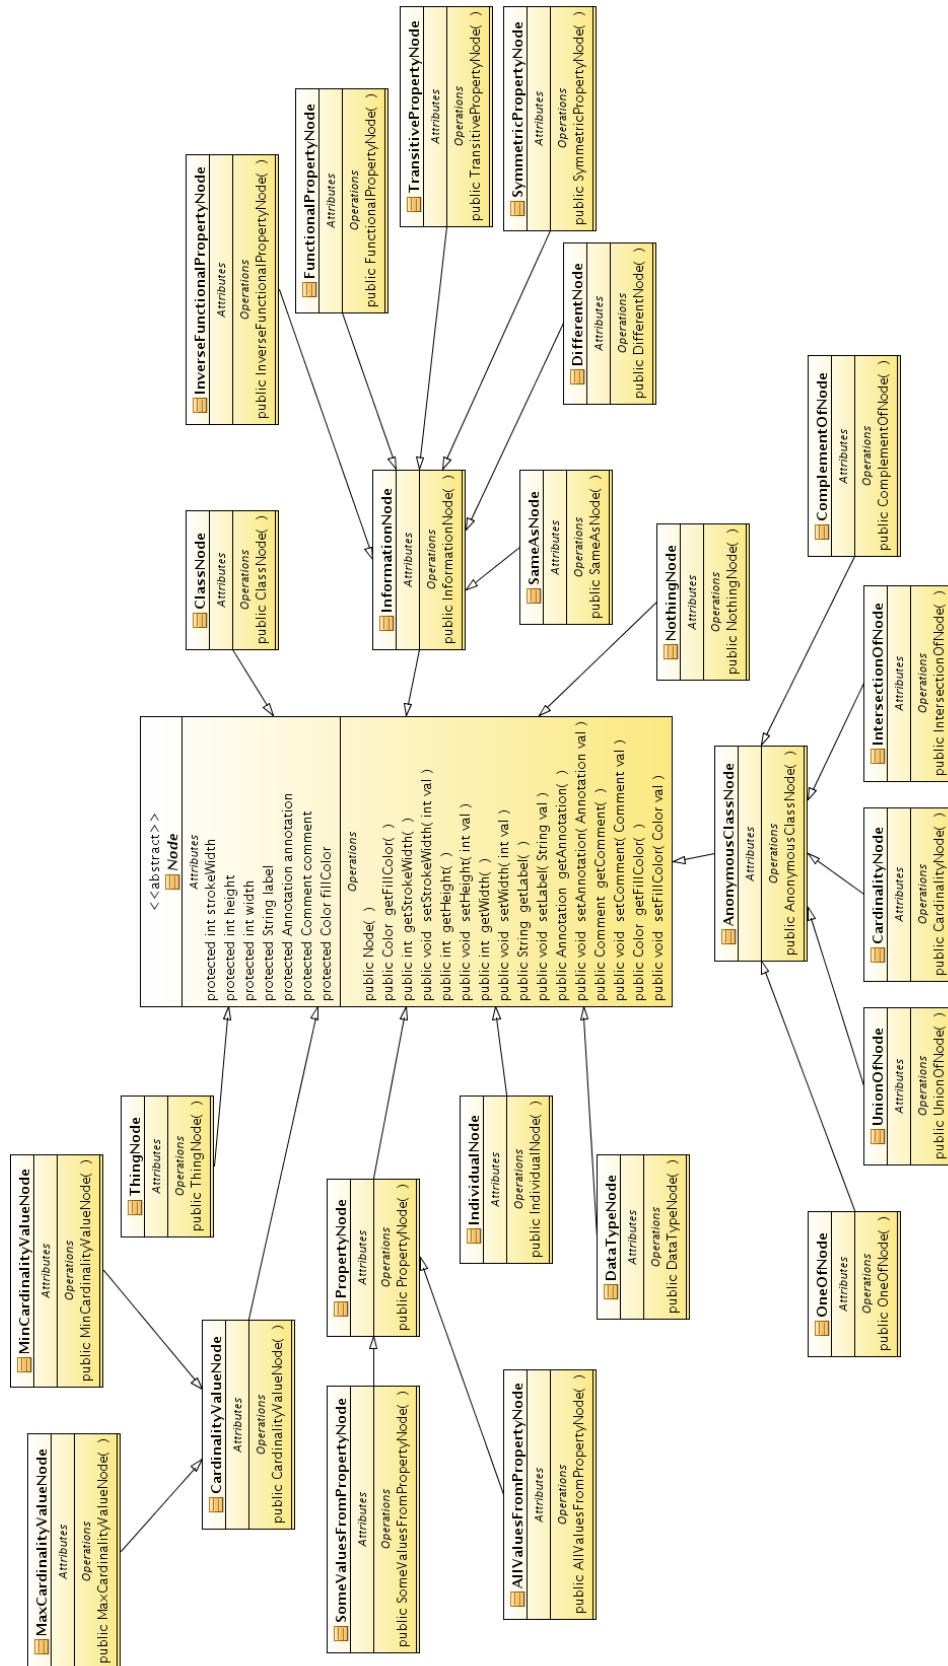 MaxCardinalityValueNode
Attributes
Operations
public MaxCardinalityValueNode( )
MinCardinalityValueNode
Attributes
Operations
public MinCardinalityValueNode( )
CardinalityValueNode
Attributes
Operations
public CardinalityValueNode( )
ThingNode
Attributes
Operations
public ThingNode( )
<<abstract>>
Node
Attributes
protected int strokeWidth
protected int height
protected int width
protected String label
protected Annotation annotation
protected Comment comment
protected Color fillColor
Operations
public Node( )
public Color getFillColor( )
public int getStrokeWidth( )
public void setStrokeWidth( int val )
public int getHeight( )
public void setHeight( int val )
public int getWidth( )
public void setWidth( int val )
public String getLabel( )
public void setLabel( String val )
public Annotation getAnnotation( )
public void setAnnotation( Annotation val )
public Comment getComment( )
public void setComment( Comment val )
public Color getFillColor( )
public void setFillColor( Color val )
ClassNode
Attributes
Operations
public ClassNode( )
InverseFunctionalPropertyNode
Attributes
Operations
public InverseFunctionalPropertyNode( )
FunctionalPropertyNode
Attributes
Operations
public FunctionalPropertyNode( )
TransitivePropertyNode
Attributes
Operations
public TransitivePropertyNode( )
SymmetricPropertyNode
Attributes
Operations
public SymmetricPropertyNode( )
InformationNode
Attributes
Operations
public InformationNode( )
DifferentNode
Attributes
Operations
public DifferentNode( )
SameAsNode
Attributes
Operations
public SameAsNode( )
NothingNode
Attributes
Operations
public NothingNode( )
SomeValuesFromPropertyNode
Attributes
Operations
public SomeValuesFromPropertyNode( )
PropertyNode
Attributes
Operations
public PropertyNode( )
AllValuesFromPropertyNode
Attributes
Operations
public AllValuesFromPropertyNode( )
IndividualNode
Attributes
Operations
public IndividualNode( )
DataTypeNode
Attributes
Operations
public DataTypeNode( )
AnonymousClassNode
Attributes
Operations
public AnonymousClassNode( )
OneOfNode
Attributes
Operations
public OneOfNode( )
UnionOfNode
Attributes
Operations
public UnionOfNode( )
CardinalityNode
Attributes
Operations
public CardinalityNode( )
IntersectionOfNode
Attributes
Operations
public IntersectionOfNode( )
ComplementOfNode
Attributes
Operations
public ComplementOfNode( )